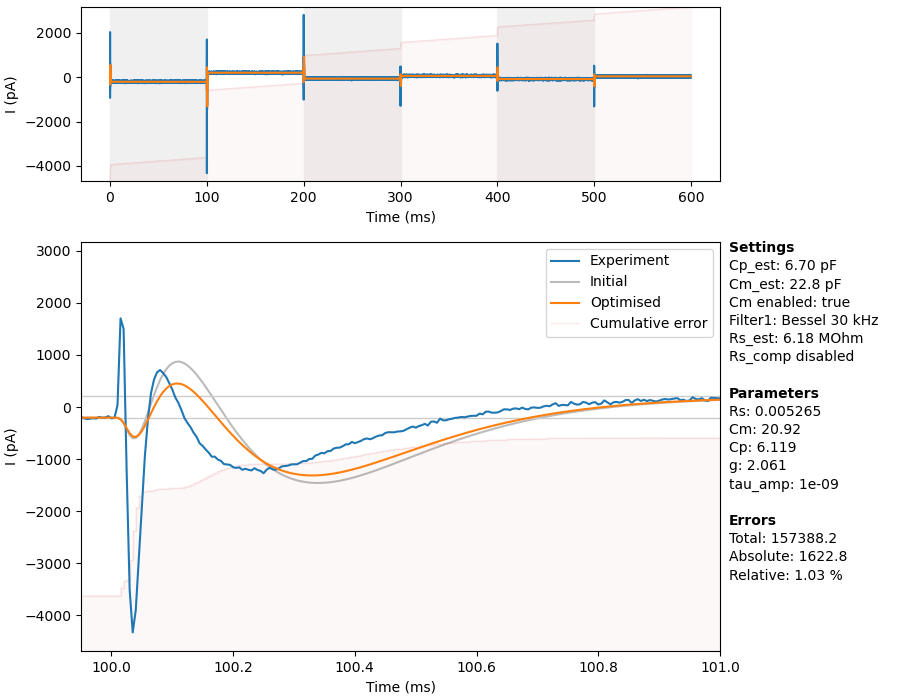 2000
0
−2000
−4000
I (pA)
0 100 200 300 400 500 600
Time (ms)
3000
2000
1000
0
−1000
−2000
−3000
−4000
I (pA)
100.0 100.2 100.4 100.6 100.8 101.0
Time (ms)
Experiment
Initial
Optimised
Cumulative error
Settings
Cp_est: 6.70 pF
Cm_est: 22.8 pF
Cm enabled: true
Filter1: Bessel 30 kHz
Rs_est: 6.18 MOhm
Rs_comp disabled
Parameters
Rs: 0.005265
Cm: 20.92
Cp: 6.119
g: 2.061
tau_amp: 1e-09
Errors
Total: 157388.2
Absolute: 1622.8
Relative: 1.03 %